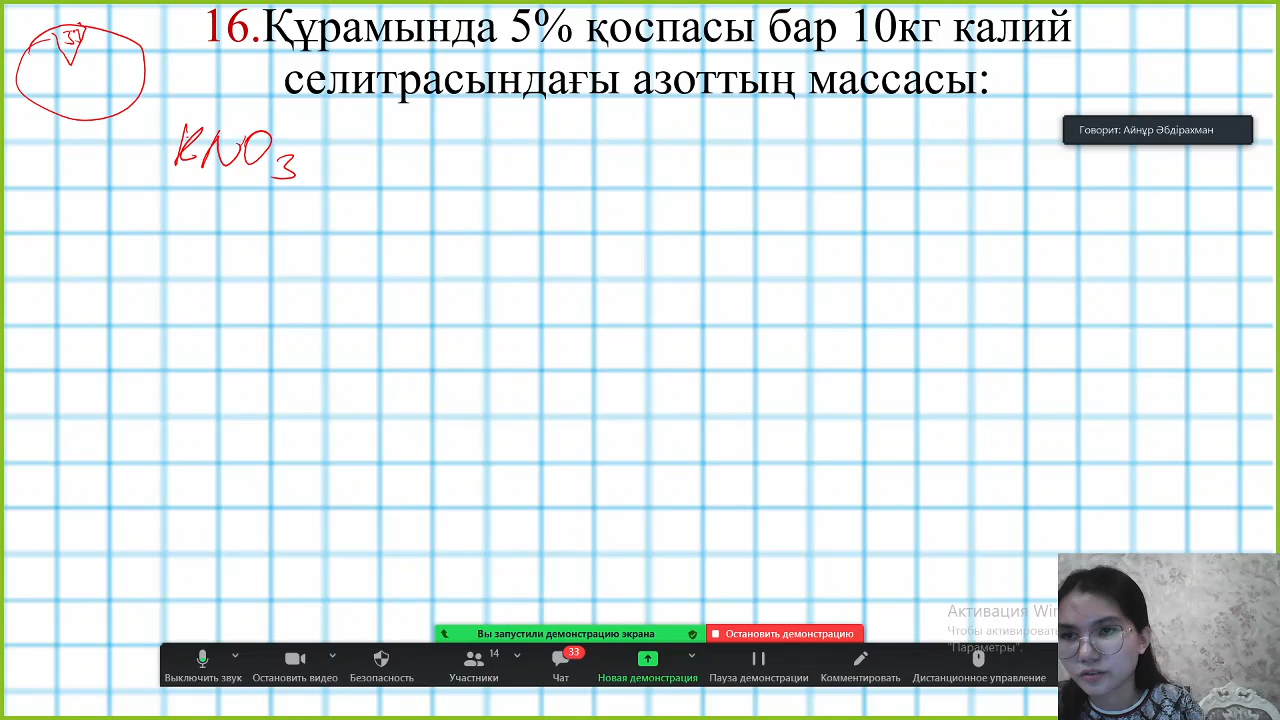 16.Құрамында 5% қоспасы бар 10кг калий
селитрасындағы азоттың массасы:
5%
KNO3
Говорит: Айнұр Әбдірахман
Активация Win
Чтобы активировать
"Параметры".
Вы запустили демонстрацию экрана
Остановить демонстрацию
14
33
Выключить звук
Остановить видео
Безопасность
Участники
Чат
Новая демонстрация
Пауза демонстрации
Комментировать
Дистанционное управление